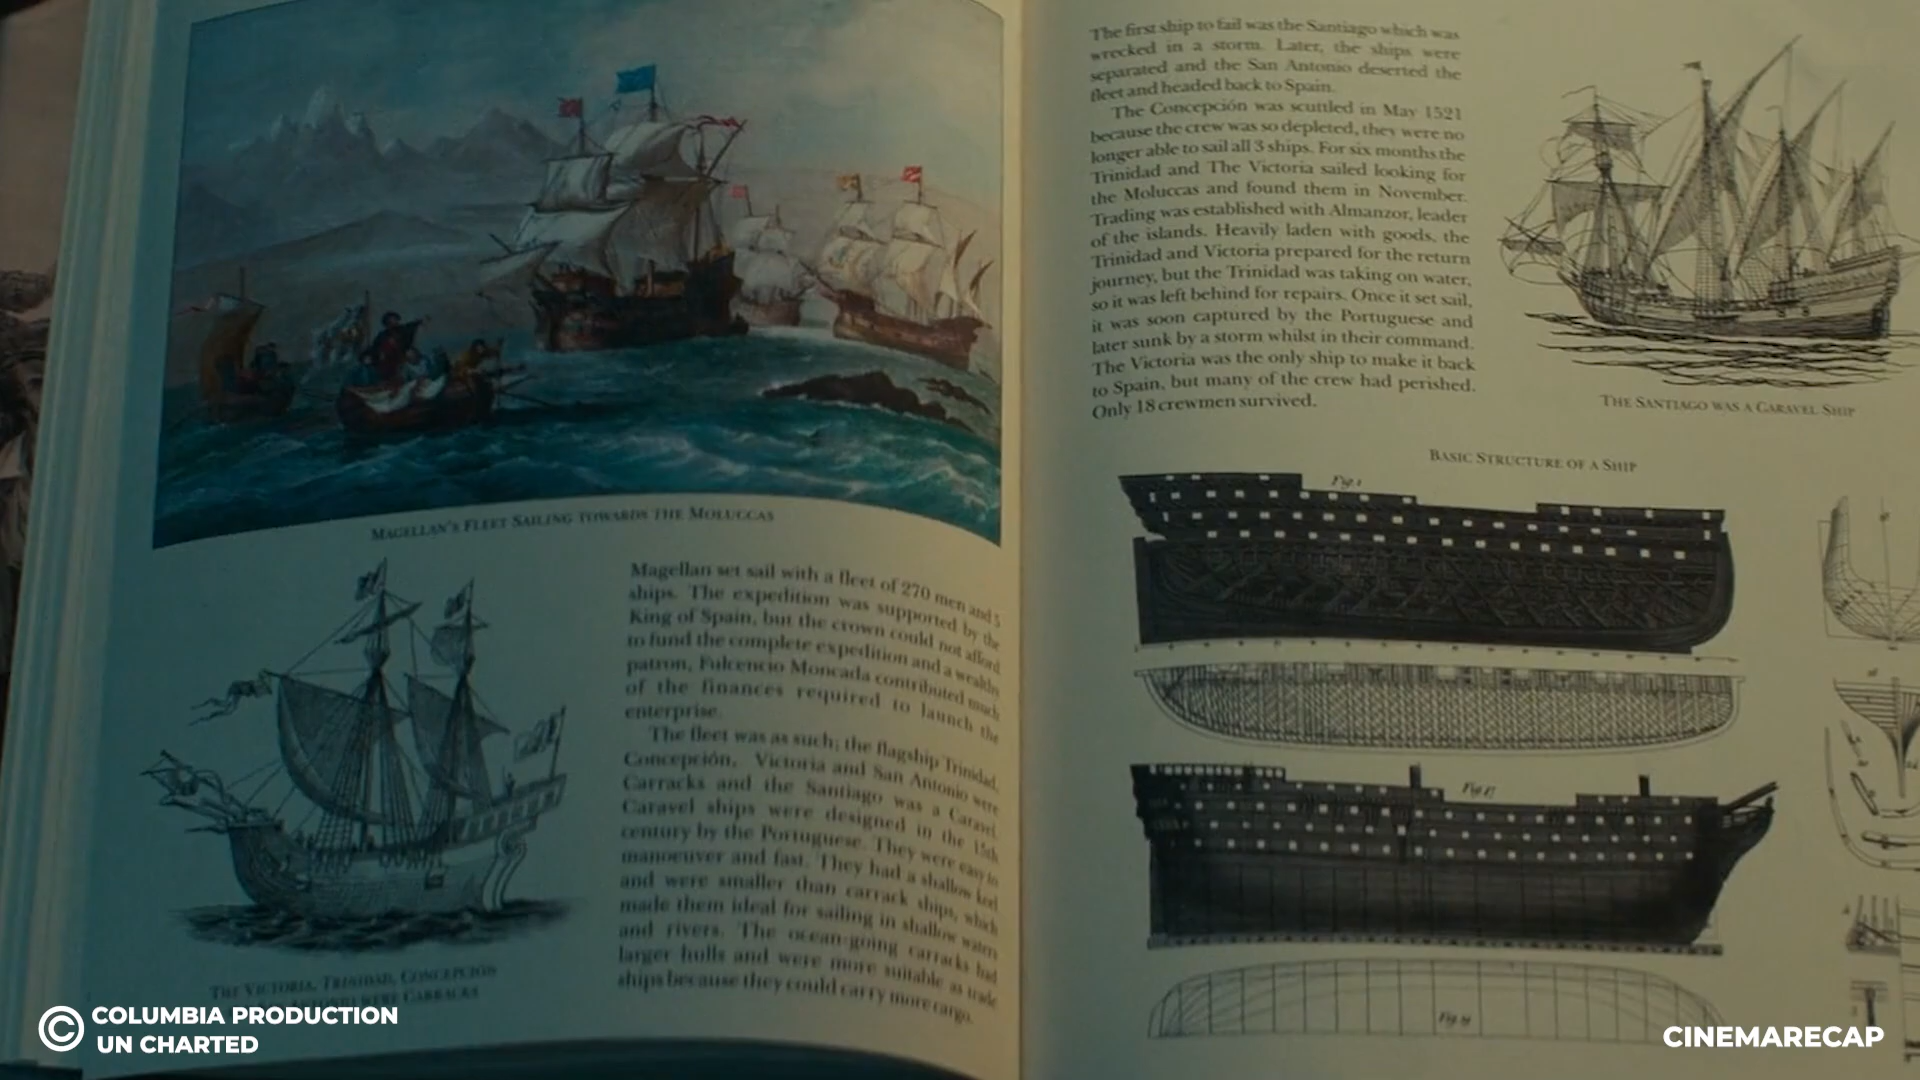 MAGELLAN'S FLEET SAILING TOWARDS THE MOLUCCAS
Magellan set sail with a fleet of 270 men and 5
ships. The expedition was supported by the
King of Spain, but the crown could not afford
to fund the complete expedition and a wealthy
patron, Fulcencio Moncada contributed much
of the finances required to launch the
enterprise.
The fleet was as such; the flagship Trinidad,
Concepción, Victoria and San Antonio were
Carracks and the Santiago was a Caravel.
Caravel ships were designed in the 15th
century by the Portuguese. They were easy to
manoeuver and fast. They had a shallow keel
and were smaller than carrack ships, which
made them ideal for sailing in shallow waters
and rivers. The ocean-going carracks had
larger hulls and were more suitable as trade
ships because they could carry more cargo.
THE VICTORIA, TRINIDAD, CONCEPCIÓN
ANTONIO WERE CARRACKS
The first ship to fail was the Santiago which was
wrecked in a storm. Later, the ships were
separated and the San Antonio deserted the
fleet and headed back to Spain.
The Concepción was scuttled in May 1521
because the crew was so depleted, they were no
longer able to sail all 3 ships. For six months the
Trinidad and The Victoria sailed looking for
the Moluccas and found them in November.
Trading was established with Almanzor, leader
of the islands. Heavily laden with goods, the
Trinidad and Victoria prepared for the return
journey, but the Trinidad was taking on water,
so it was left behind for repairs. Once it set sail,
it was soon captured by the Portuguese and
later sunk by a storm whilst in their command.
The Victoria was the only ship to make it back
to Spain, but many of the crew had perished.
Only 18 crewmen survived.
THE SANTIAGO WAS A CARAVEL SHIP
BASIC STRUCTURE OF A SHIP
Fig. 1
© COLUMBIA PRODUCTION
UN CHARTED
CINEMARECAP